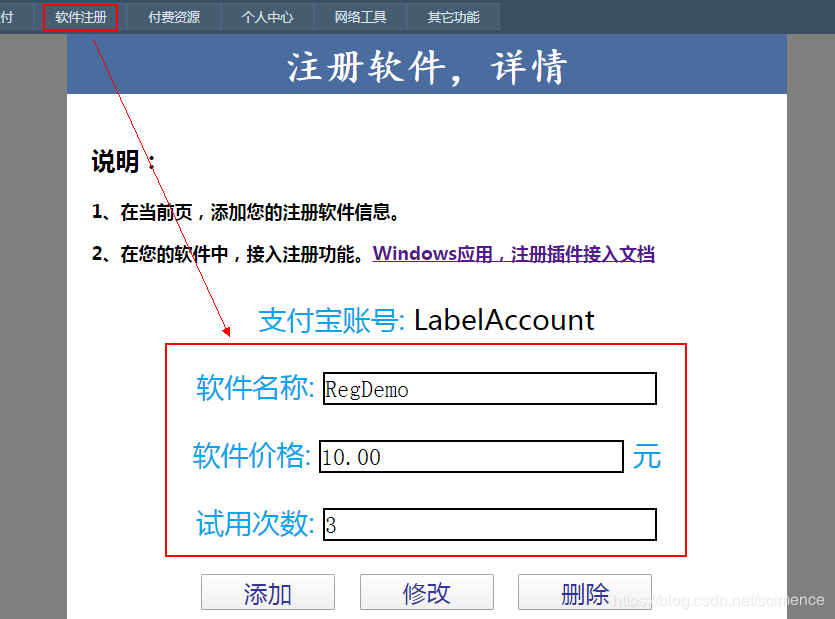 付 软件注册 付费资源 个人中心 网络工具 其它功能
注册软件，详情
说明：
1、在当前页，添加您的注册软件信息。
2、在您的软件中，接入注册功能。Windows应用，注册插件接入文档
支付宝账号: LabelAccount
软件名称: RegDemo
软件价格: 10.00 元
试用次数: 3
添加 修改 删除
https://blog.csdn.net/scimence